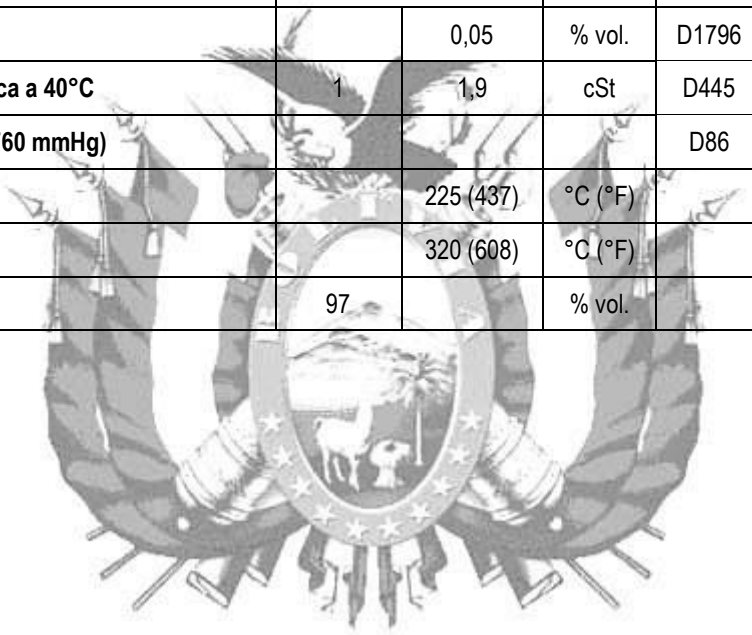 0,05 % vol. D1796
ca a 40°C 1 1,9 cSt D445
60 mmHg) D86
225 (437) °C (°F)
320 (608) °C (°F)
97 % vol.